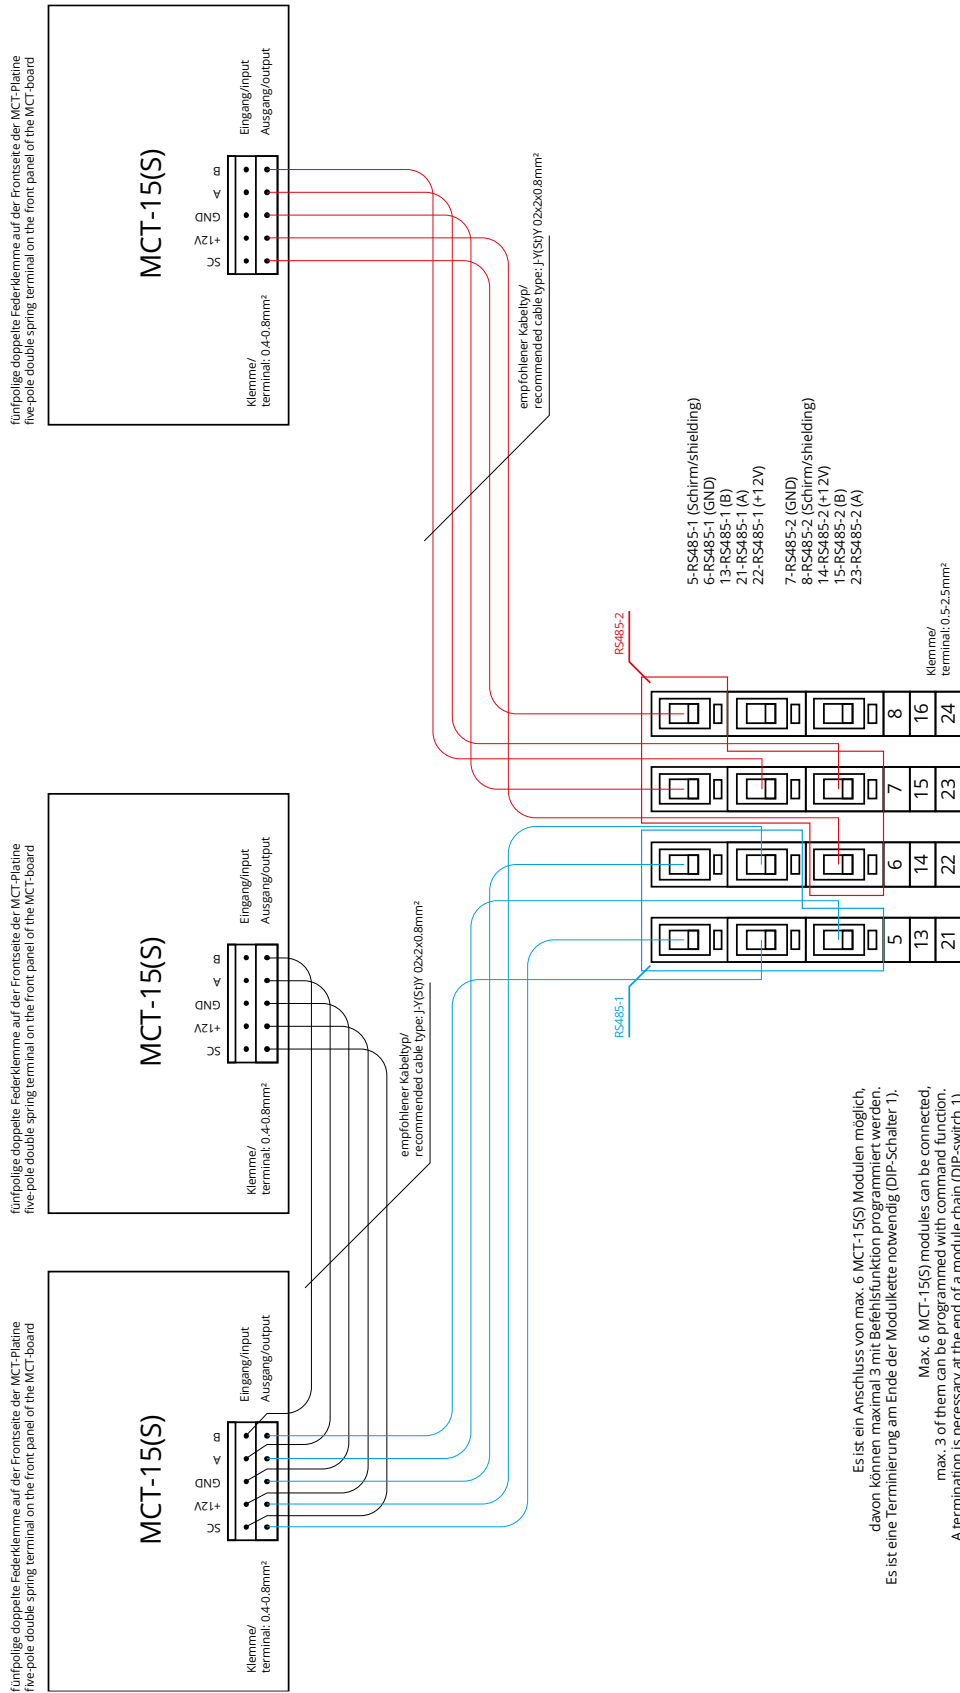 fünfpolige doppelte Federklemme auf der Frontseite der MCT-Platine
five-pole double spring terminal on the front panel of the MCT-board
MCT-15(S)
Klemme/
terminal: 0.4-0.8mm²
SC
+12V
GND
A
B
Eingang/input
Ausgang/output
fünfpolige doppelte Federklemme auf der Frontseite der MCT-Platine
five-pole double spring terminal on the front panel of the MCT-board
MCT-15(S)
Klemme/
terminal: 0.4-0.8mm²
SC
+12V
GND
A
B
Eingang/input
Ausgang/output
fünfpolige doppelte Federklemme auf der Frontseite der MCT-Platine
five-pole double spring terminal on the front panel of the MCT-board
MCT-15(S)
Klemme/
terminal: 0.4-0.8mm²
SC
+12V
GND
A
B
Eingang/input
Ausgang/output
empfohlener Kabeltyp/
recommended cable type: J-Y(St)Y 02x2x0.8mm²
empfohlener Kabeltyp/
recommended cable type: J-Y(St)Y 02x2x0.8mm²
RS485-1
RS485-2
5-RS485-1 (Schirm/shielding)
6-RS485-1 (GND)
13-RS485-1 (B)
21-RS485-1 (A)
22-RS485-1 (+12V)
7-RS485-2 (GND)
8-RS485-2 (Schirm/shielding)
14-RS485-2 (+12V)
15-RS485-2 (B)
23-RS485-2 (A)
5 6 7 8
13 14 15 16
21 22 23 24
Klemme/
terminal: 0.5-2.5mm²
Es ist ein Anschluss von max. 6 MCT-15(S) Modulen möglich,
davon können maximal 3 mit Befehlsfunktion programmiert werden.
Es ist eine Terminierung am Ende der Modulkette notwendig (DIP-Schalter 1).
Max. 6 MCT-15(S) modules can be connected,
max. 3 of them can be programmed with command function.
A termination is necessary at the end of a module chain (DIP-switch 1)